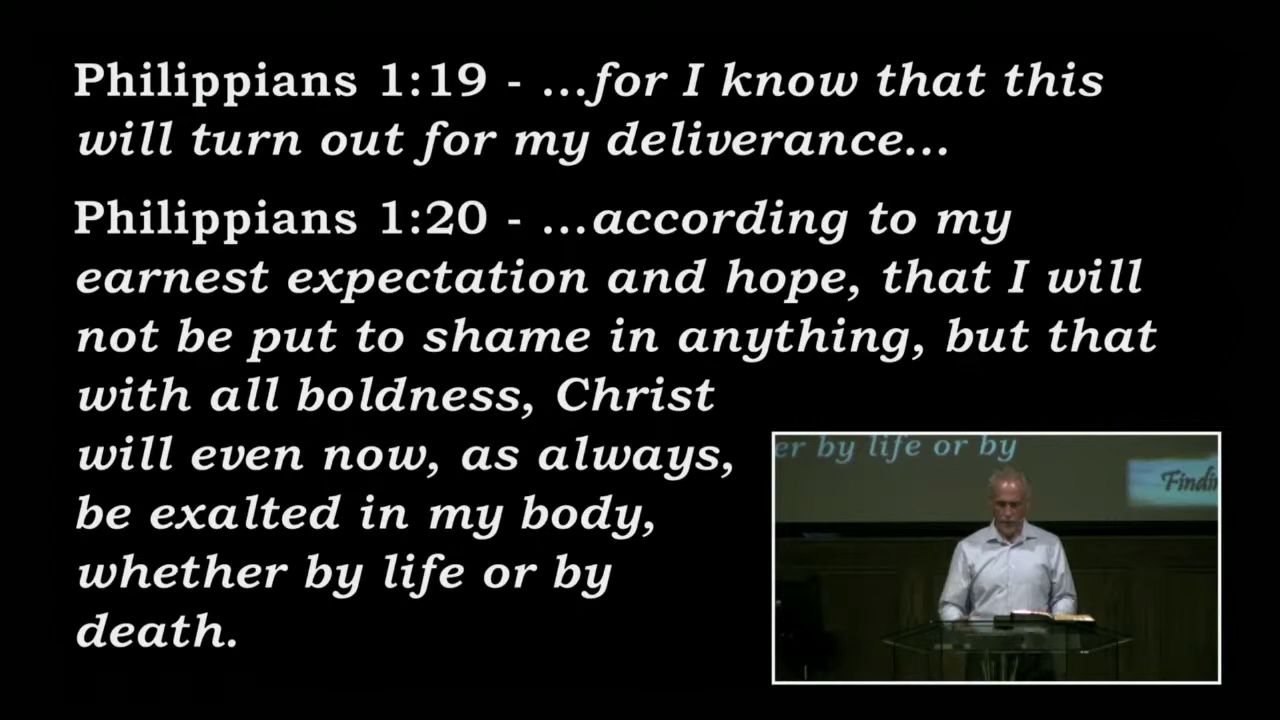 Philippians 1:19 - ...for I know that this
will turn out for my deliverance...
Philippians 1:20 - ...according to my
earnest expectation and hope, that I will
not be put to shame in anything, but that
with all boldness, Christ
will even now, as always,
be exalted in my body,
whether by life or by
death.
er by life or by
Findin